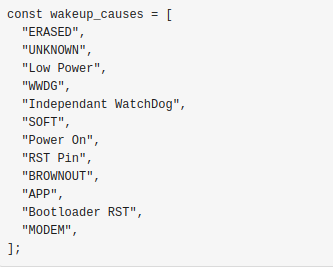 const wakeup_causes = [
  "ERASED",
  "UNKNOWN",
  "Low Power",
  "WWDG",
  "Independant WatchDog",
  "SOFT",
  "Power On",
  "RST Pin",
  "BROWNOUT",
  "APP",
  "Bootloader RST",
  "MODEM",
];